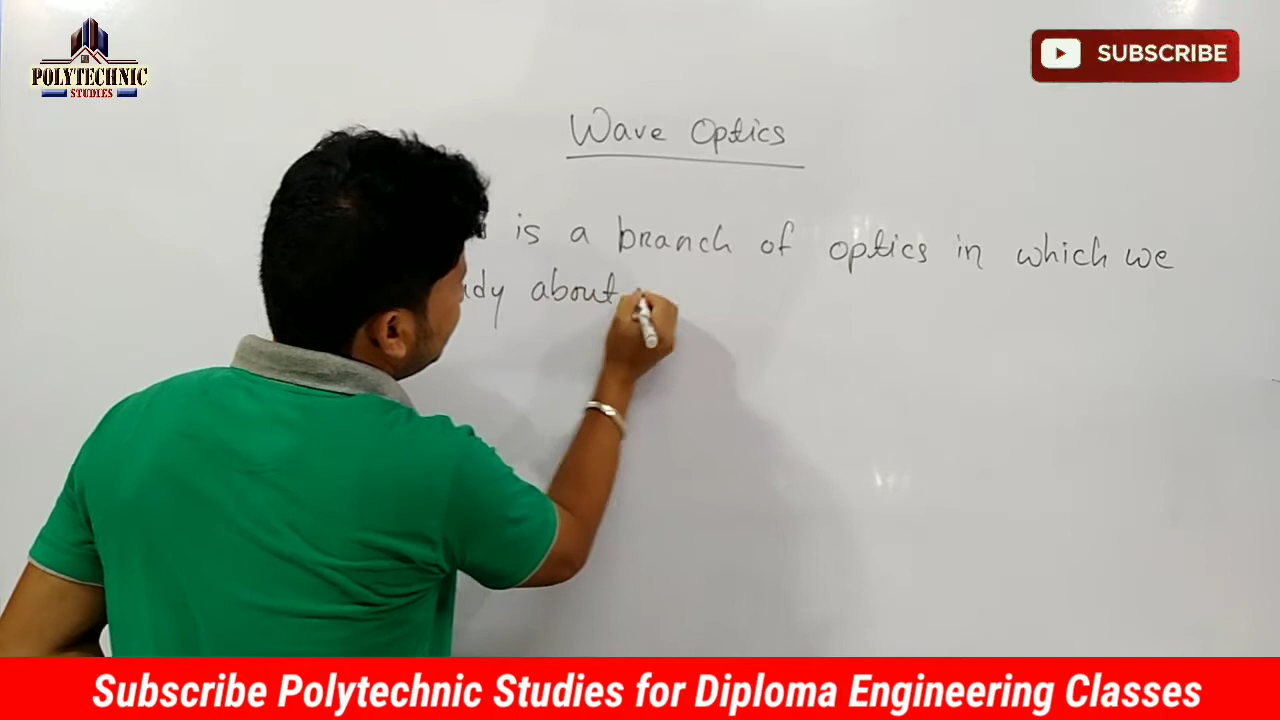 POLYTECHNIC
STUDIES
SUBSCRIBE
Wave Optics
is a branch of optics in which we
about
Subscribe Polytechnic Studies for Diploma Engineering Classes